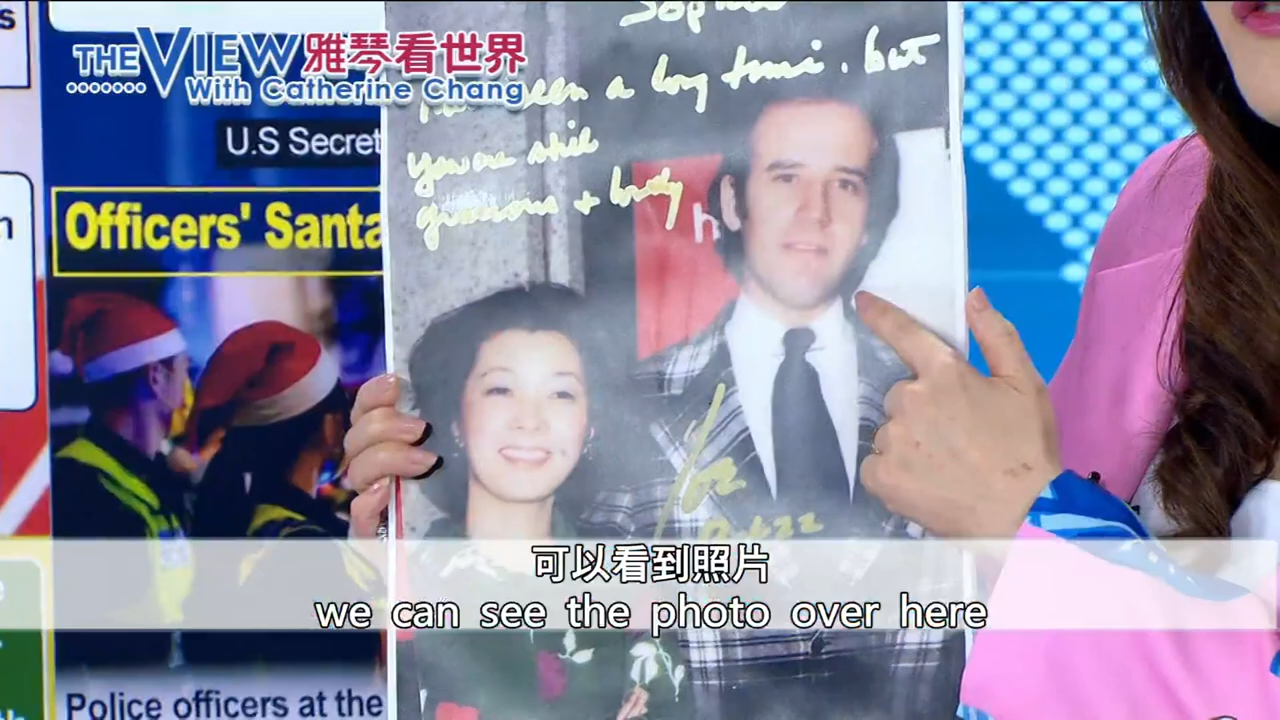 s
THE VIEW 雅琴看世界
With Catherine Chang
U.S Secret
Officers' Santa
been a long time. but
you are still
gracious + lovely
Joe
可以看到照片
we can see the photo over here
Police officers at the